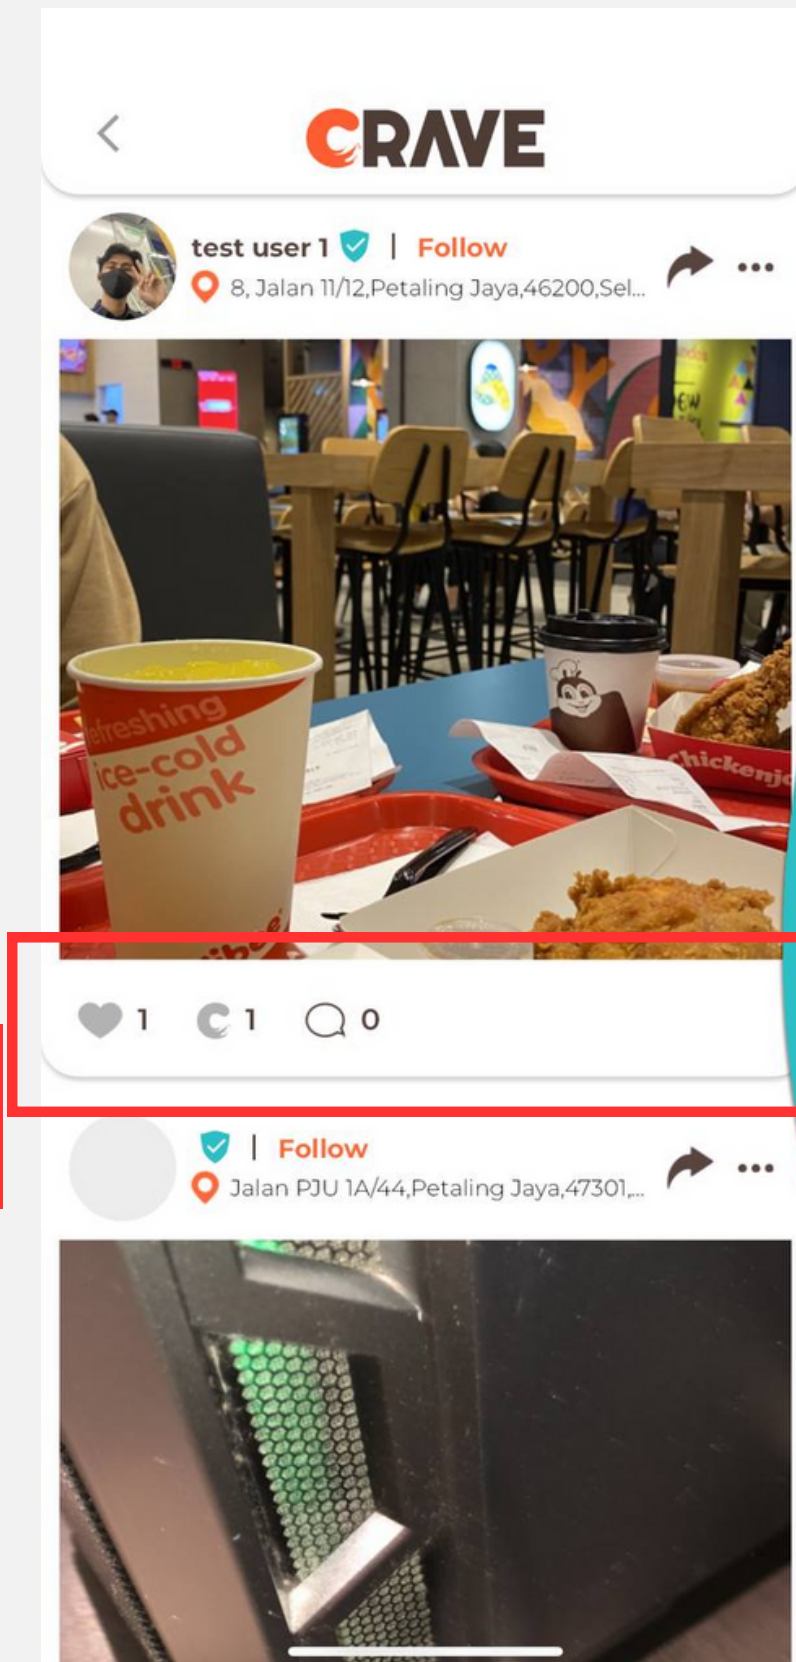 CRAVE
test user 1 | Follow
8, Jalan 11/12,Petaling Jaya,46200,Sel...
efreshing
ice-cold
drink
Chickenjo
1 1 0
| Follow
Jalan PJU 1A/44,Petaling Jaya,47301,...